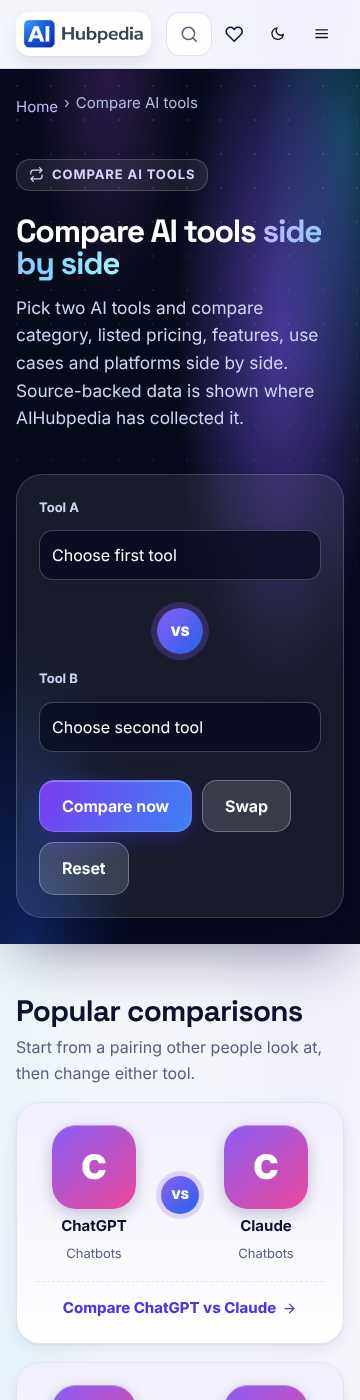 AI Hubpedia
Home › Compare AI tools
COMPARE AI TOOLS
Compare AI tools side
by side
Pick two AI tools and compare
category, listed pricing, features, use
cases and platforms side by side.
Source-backed data is shown where
AIHubpedia has collected it.
Tool A
Choose first tool
VS
Tool B
Choose second tool
Compare now Swap
Reset
Popular comparisons
Start from a pairing other people look at,
then change either tool.
C VS C
ChatGPT Claude
Chatbots Chatbots
Compare ChatGPT vs Claude →